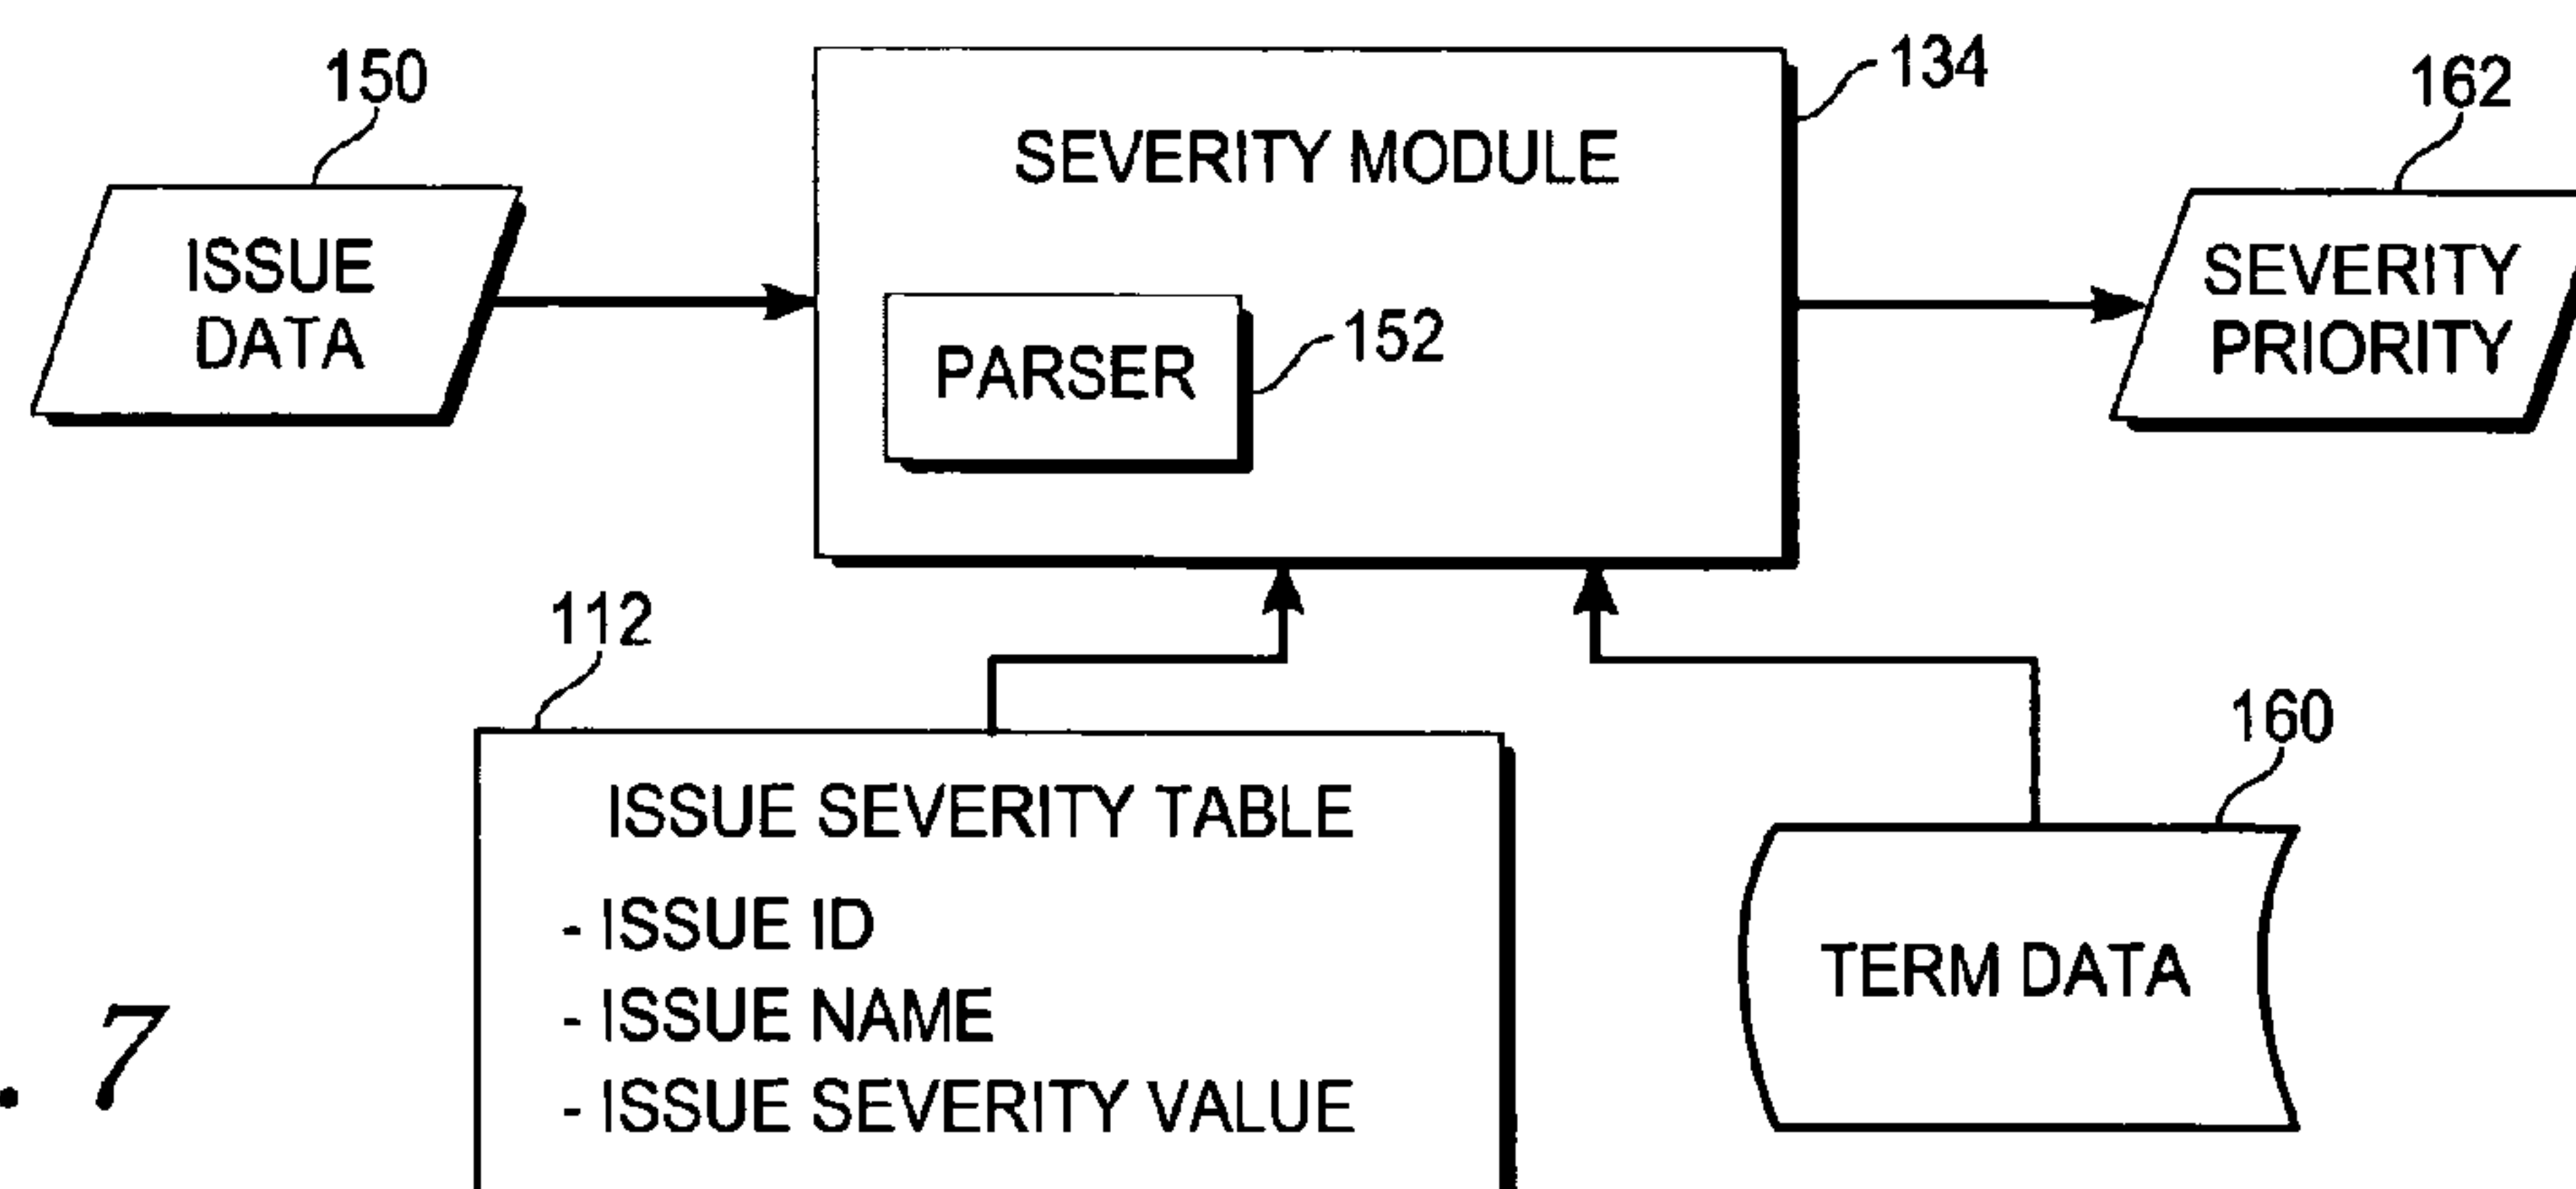 150
134
162
SEVERITY MODULE
ISSUE
DATA
SEVERITY
PRIORITY
152
PARSER
112
160
ISSUE SEVERITY TABLE
- ISSUE ID
- ISSUE NAME
- ISSUE SEVERITY VALUE
TERM DATA
. 7